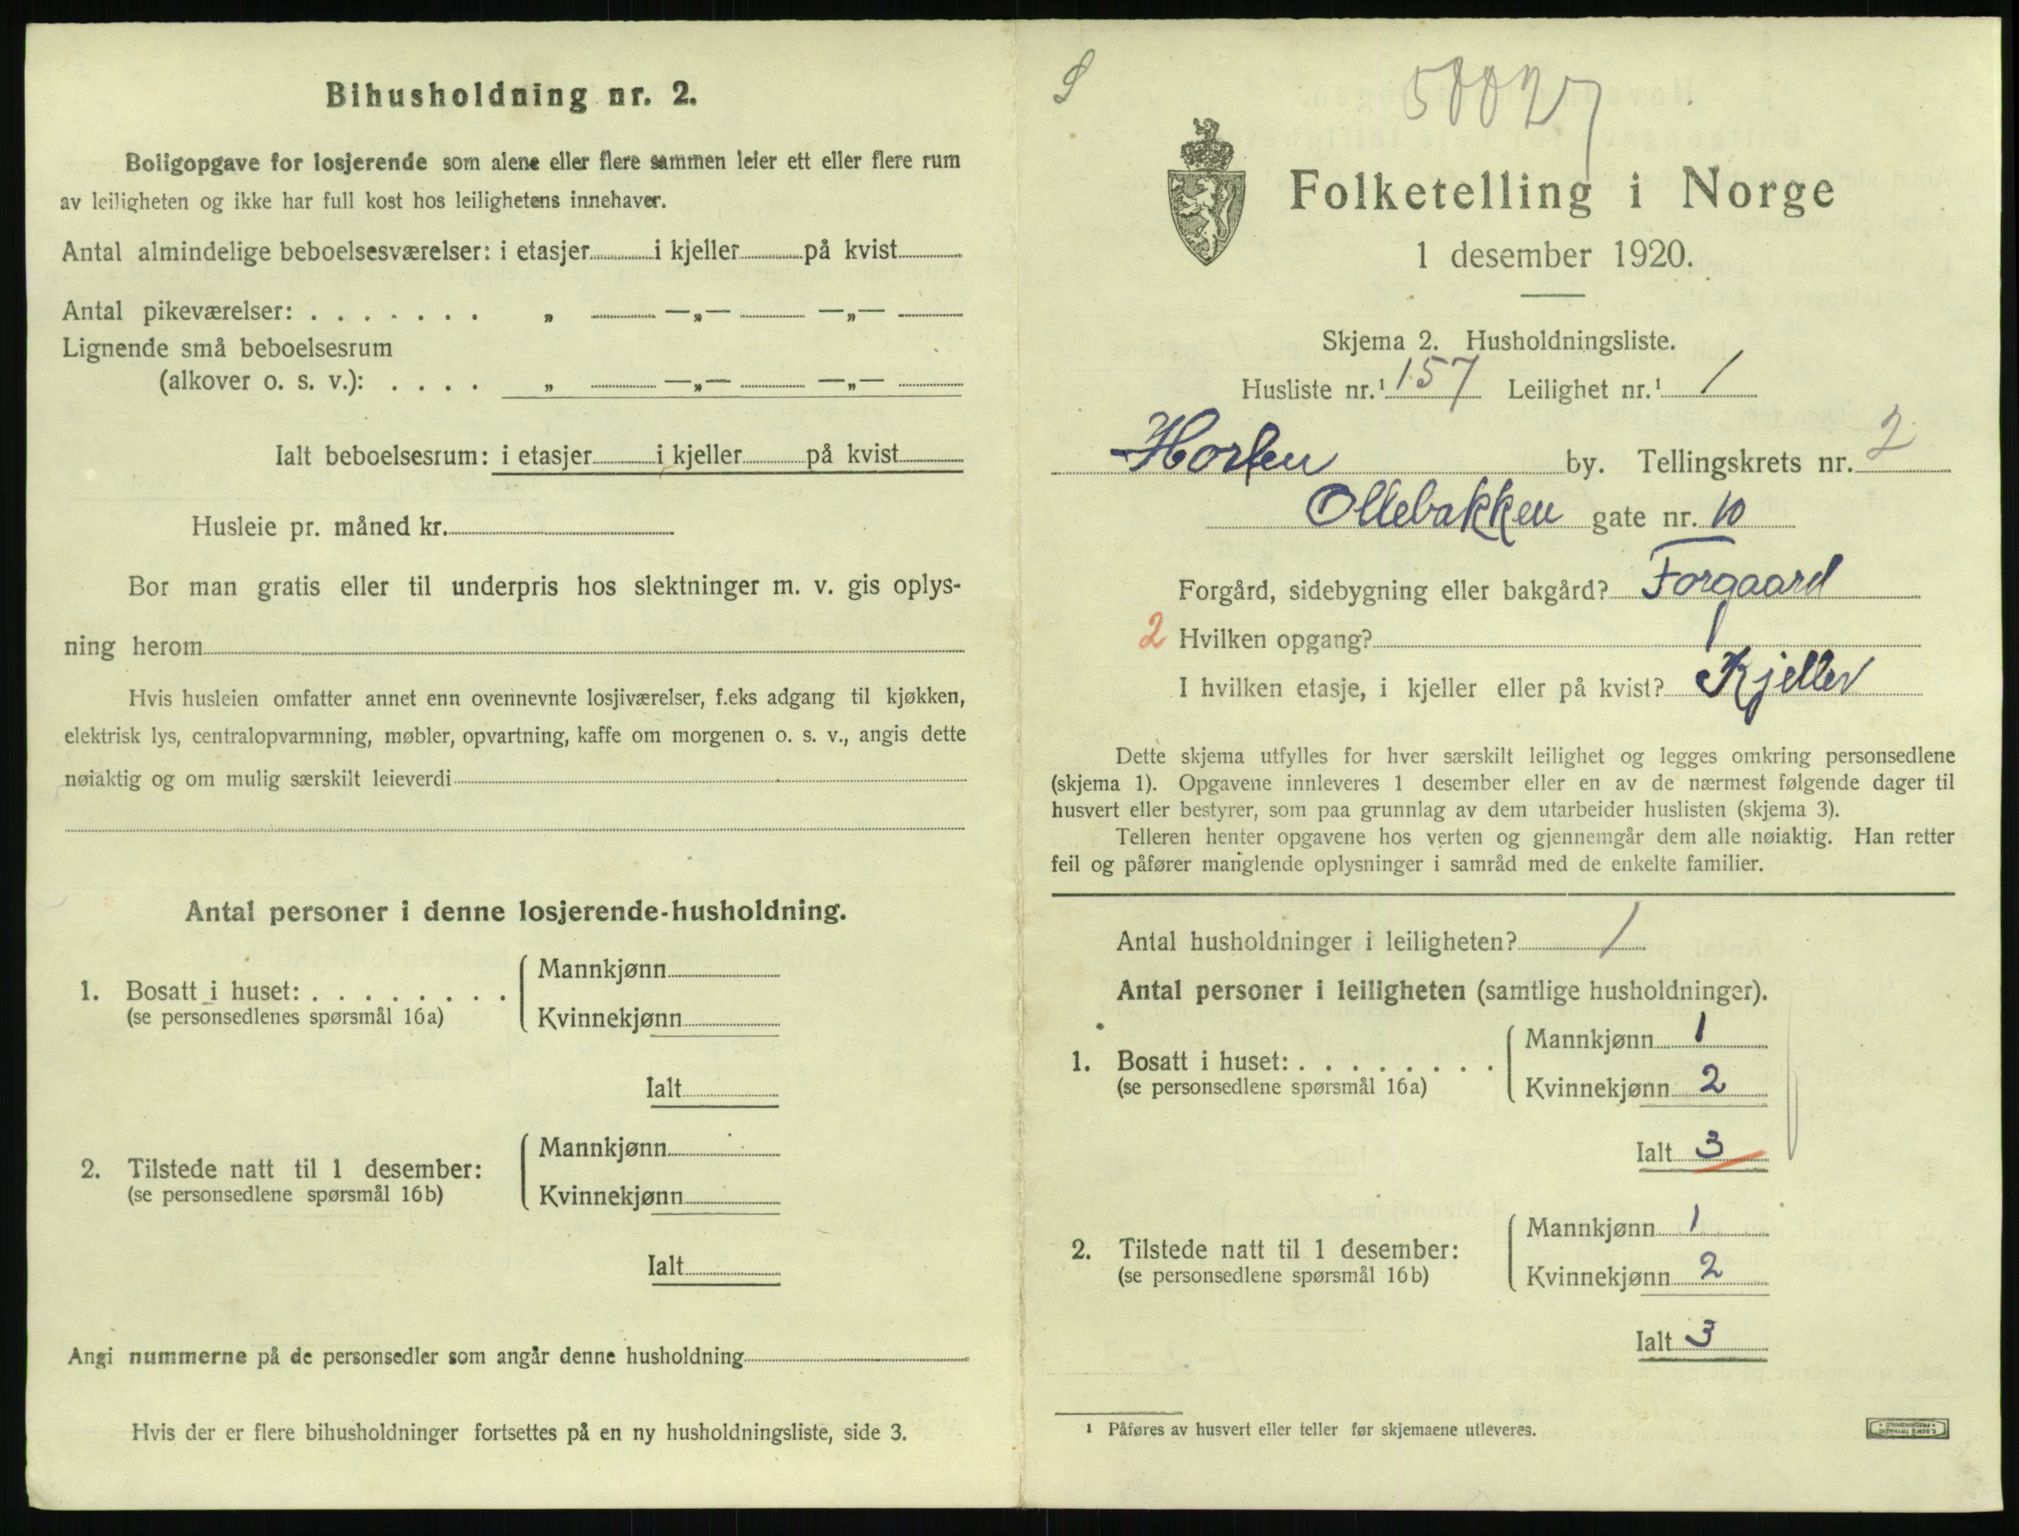 Bihusholdning nr. 2.
Boligopgave for losjerende som alene eller flere sammen leier ett eller flere rum
av leiligheten og ikke har full kost hos leilighetens innehaver.
Antal almindelige beboelsesværelser: i etasjer i kjeller på kvist
Antal pikeværelser: . . . . . . . „ —„— —„—
Lignende små beboelsesrum
(alkover o. s. v.): . . . . „ —„— —„—
Ialt beboelsesrum: i etasjer i kjeller på kvist
Husleie pr. måned kr.
Bor man gratis eller til underpris hos slektninger m. v. gis oplys-
ning herom
Hvis husleien omfatter annet enn ovennevnte losjiværelser, f.eks adgang til kjøkken,
elektrisk lys, centralopvarmning, møbler, opvartning, kaffe om morgenen o. s. v., angis dette
nøiaktig og om mulig særskilt leieverdi
Antal personer i denne losjerende-husholdning.
1. Bosatt i huset: . . . . . . . .
(se personsedlenes spørsmål 16a)
Mannkjønn
Kvinnekjønn
Ialt
2. Tilstede natt til 1 desember:
(se personsedlene spørsmål 16b)
Mannkjønn
Kvinnekjønn
Ialt
Angi nummerne på de personsedler som angår denne husholdning
Hvis der er flere bihusholdninger fortsettes på en ny husholdningsliste, side 3.
Folketelling i Norge
1 desember 1920.
Skjema 2. Husholdningsliste.
Husliste nr.¹ 157 Leilighet nr.¹ 1
Horten by. Tellingskrets nr. 2
Ollebakken gate nr. 10
Forgård, sidebygning eller bakgård? Forgaard
2 Hvilken opgang?
I hvilken etasje, i kjeller eller på kvist? Kjeller
Dette skjema utfylles for hver særskilt leilighet og legges omkring personsedlene
(skjema 1). Opgavene innleveres 1 desember eller en av de nærmest følgende dager til
husvert eller bestyrer, som paa grunnlag av dem utarbeider huslisten (skjema 3).
Telleren henter opgavene hos verten og gjennemgår dem alle nøiaktig. Han retter
feil og påfører manglende oplysninger i samråd med de enkelte familier.
Antal husholdninger i leiligheten? 1
Antal personer i leiligheten (samtlige husholdninger).
1. Bosatt i huset: . . . . . . . .
(se personsedlene spørsmål 16a)
Mannkjønn 1
Kvinnekjønn 2
Ialt 3
2. Tilstede natt til 1 desember:
(se personsedlene spørsmål 16b)
Mannkjønn 1
Kvinnekjønn 2
Ialt 3
¹ Påføres av husvert eller teller før skjemaene utleveres.